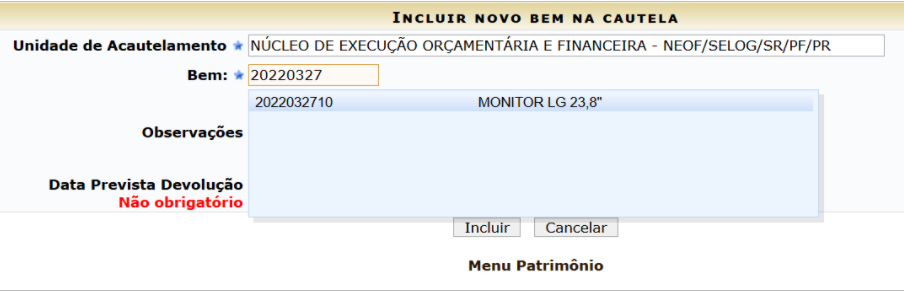 INCLUIR NOVO BEM NA CAUTELA
Unidade de Acautelamento ★ NÚCLEO DE EXECUÇÃO ORÇAMENTÁRIA E FINANCEIRA - NEOF/SELOG/SR/PF/PR
Bem: ★ 20220327
2022032710 MONITOR LG 23,8"
Observações
Data Prevista Devolução
Não obrigatório
Incluir Cancelar
Menu Patrimônio